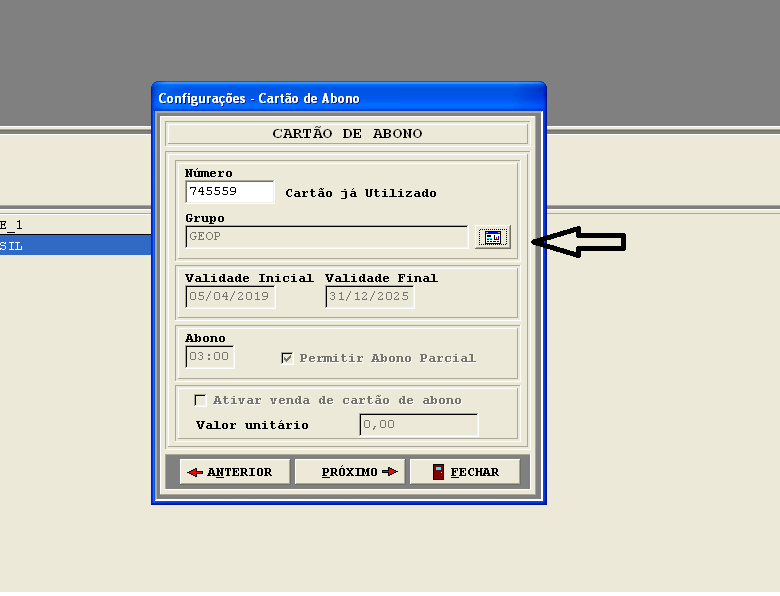 Configurações - Cartão de Abono
CARTÃO DE ABONO
Número
745559 Cartão já Utilizado
Grupo
GEOP
E_1
SIL
Validade Inicial Validade Final
05/04/2019 31/12/2025
Abono
03:00 Permitir Abono Parcial
Ativar venda de cartão de abono
Valor unitário 0,00
ANTERIOR PRÓXIMO FECHAR